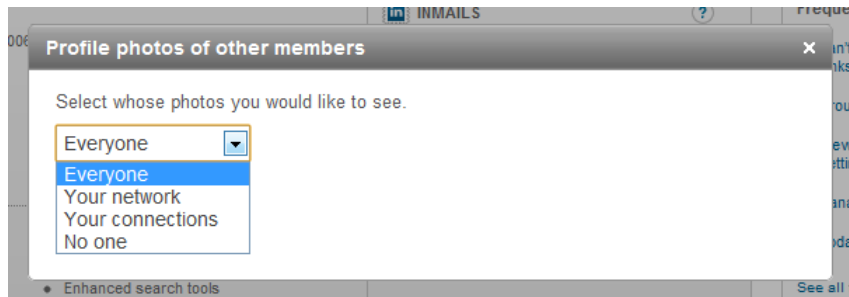 in INMAILS ?
Profile photos of other members ×
Select whose photos you would like to see.
Everyone
Everyone
Your network
Your connections
No one
Enhanced search tools
See all